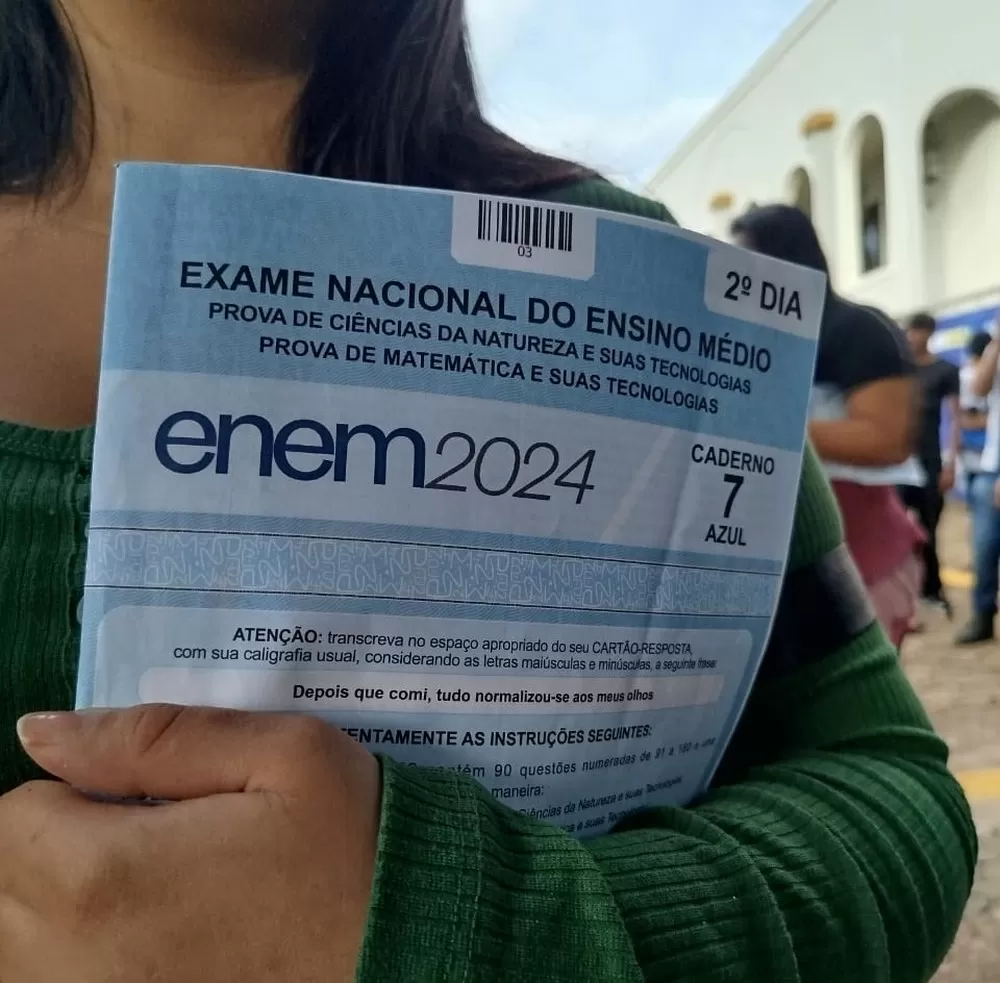 03
2º DIA
EXAME NACIONAL DO ENSINO MÉDIO
PROVA DE CIÊNCIAS DA NATUREZA E SUAS TECNOLOGIAS
PROVA DE MATEMÁTICA E SUAS TECNOLOGIAS
enem2024
CADERNO
7
AZUL
ATENÇÃO: transcreva no espaço apropriado do seu CARTÃO-RESPOSTA,
com sua caligrafia usual, considerando as letras maiúsculas e minúsculas, a seguinte frase:
Depois que comi, tudo normalizou-se aos meus olhos
ENTAMENTE AS INSTRUÇÕES SEGUINTES:
90 questões numeradas de 91 a 180 e uma
maneira:
Ciências da Natureza e suas Tecnologias
e suas